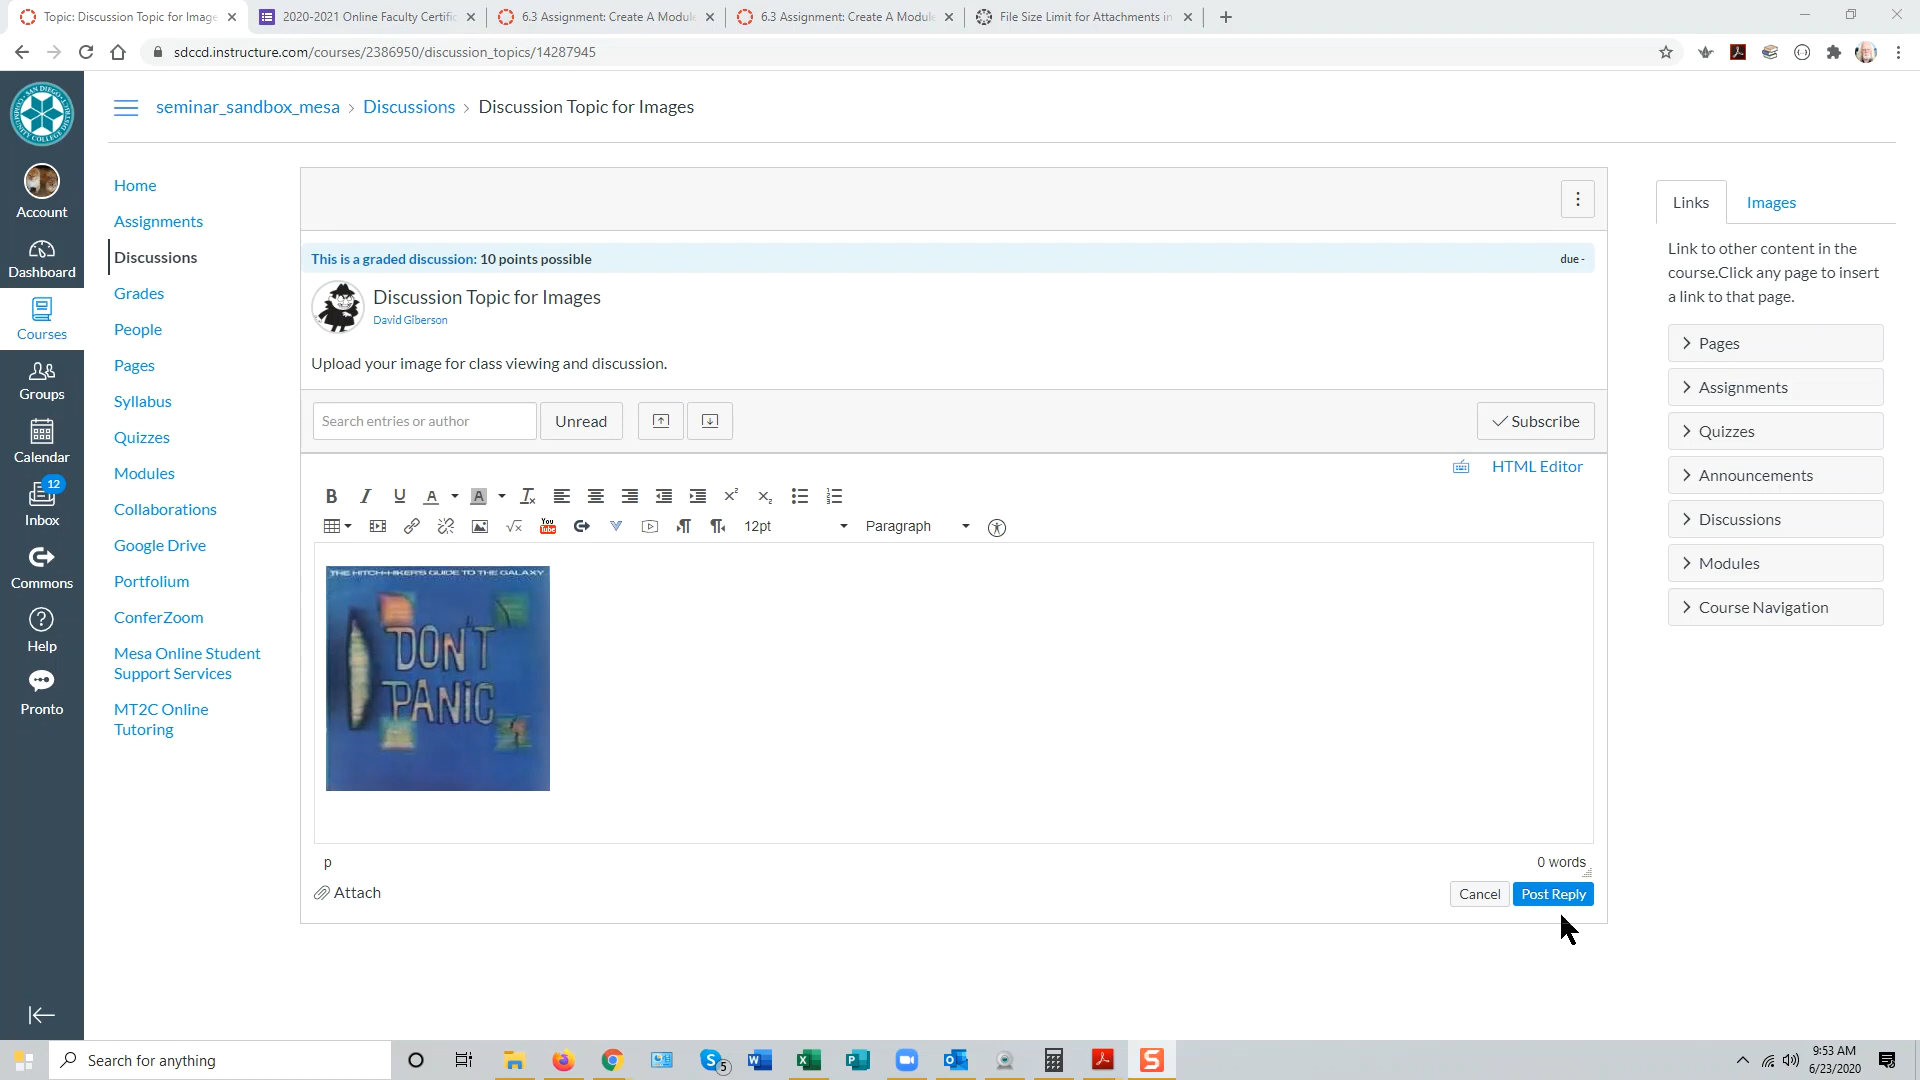 Topic: Discussion Topic for Image
2020-2021 Online Faculty Certific
6.3 Assignment: Create A Module
6.3 Assignment: Create A Module
File Size Limit for Attachments in
sdccd.instructure.com/courses/2386950/discussion_topics/14287945
SAN DIEGO COMMUNITY COLLEGE DISTRICT
Account
Dashboard
Courses
Groups
Calendar
12
Inbox
Commons
Help
Pronto
seminar_sandbox_mesa > Discussions > Discussion Topic for Images
Home
Assignments
Discussions
Grades
People
Pages
Syllabus
Quizzes
Modules
Collaborations
Google Drive
Portfolium
ConferZoom
Mesa Online Student
Support Services
MT2C Online
Tutoring
This is a graded discussion: 10 points possible
due -
Discussion Topic for Images
David Giberson
Upload your image for class viewing and discussion.
Search entries or author
Unread
Subscribe
HTML Editor
12pt
Paragraph
THE HITCH-HIKER'S GUIDE TO THE GALAXY
DON'T
PANIC
p
0 words
Attach
Cancel
Post Reply
Links
Images
Link to other content in the
course.Click any page to insert
a link to that page.
Pages
Assignments
Quizzes
Announcements
Discussions
Modules
Course Navigation
Search for anything
5
9:53 AM
6/23/2020